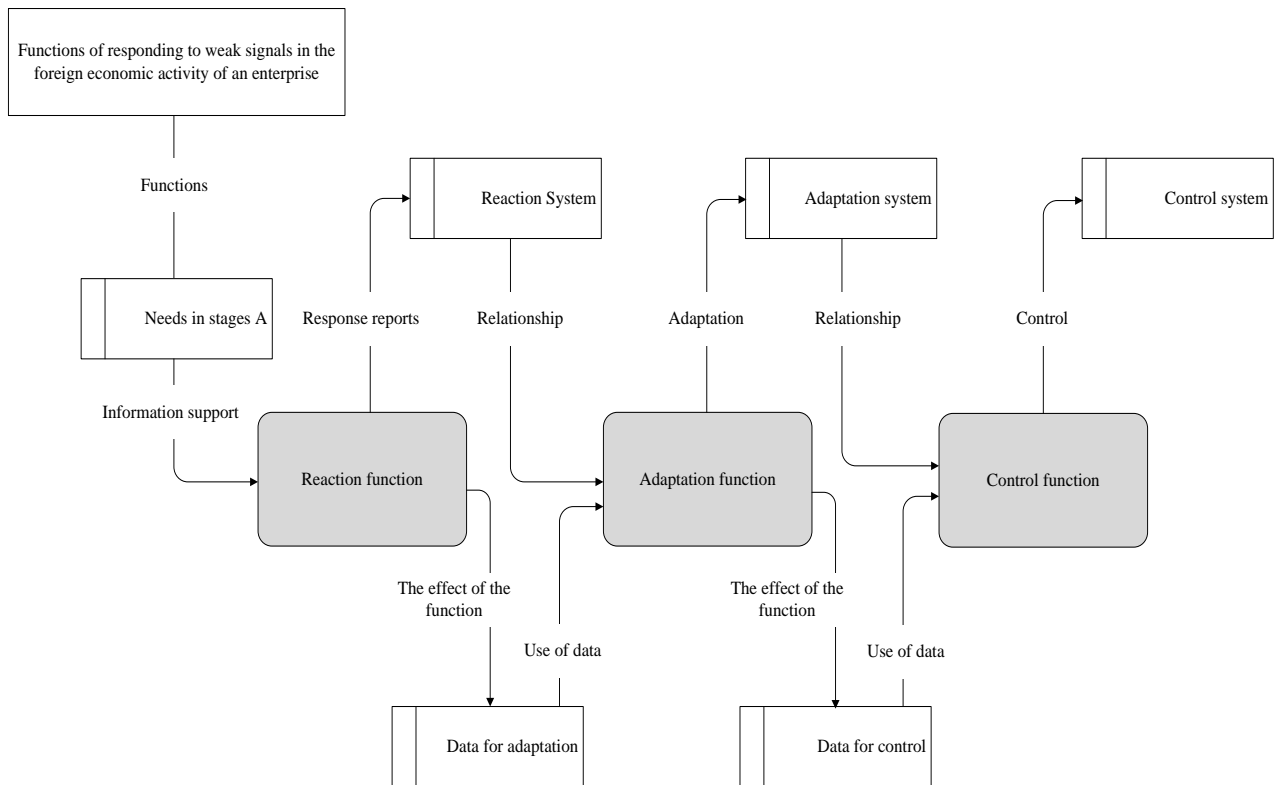 Functions of responding to weak signals in the
foreign economic activity of an enterprise
Functions
Reaction System
Adaptation system
Control system
Needs in stages A
Response reports
Relationship
Adaptation
Relationship
Control
Information support
Reaction function
Adaptation function
Control function
The effect of the
function
The effect of the
function
Use of data
Use of data
Data for adaptation
Data for control